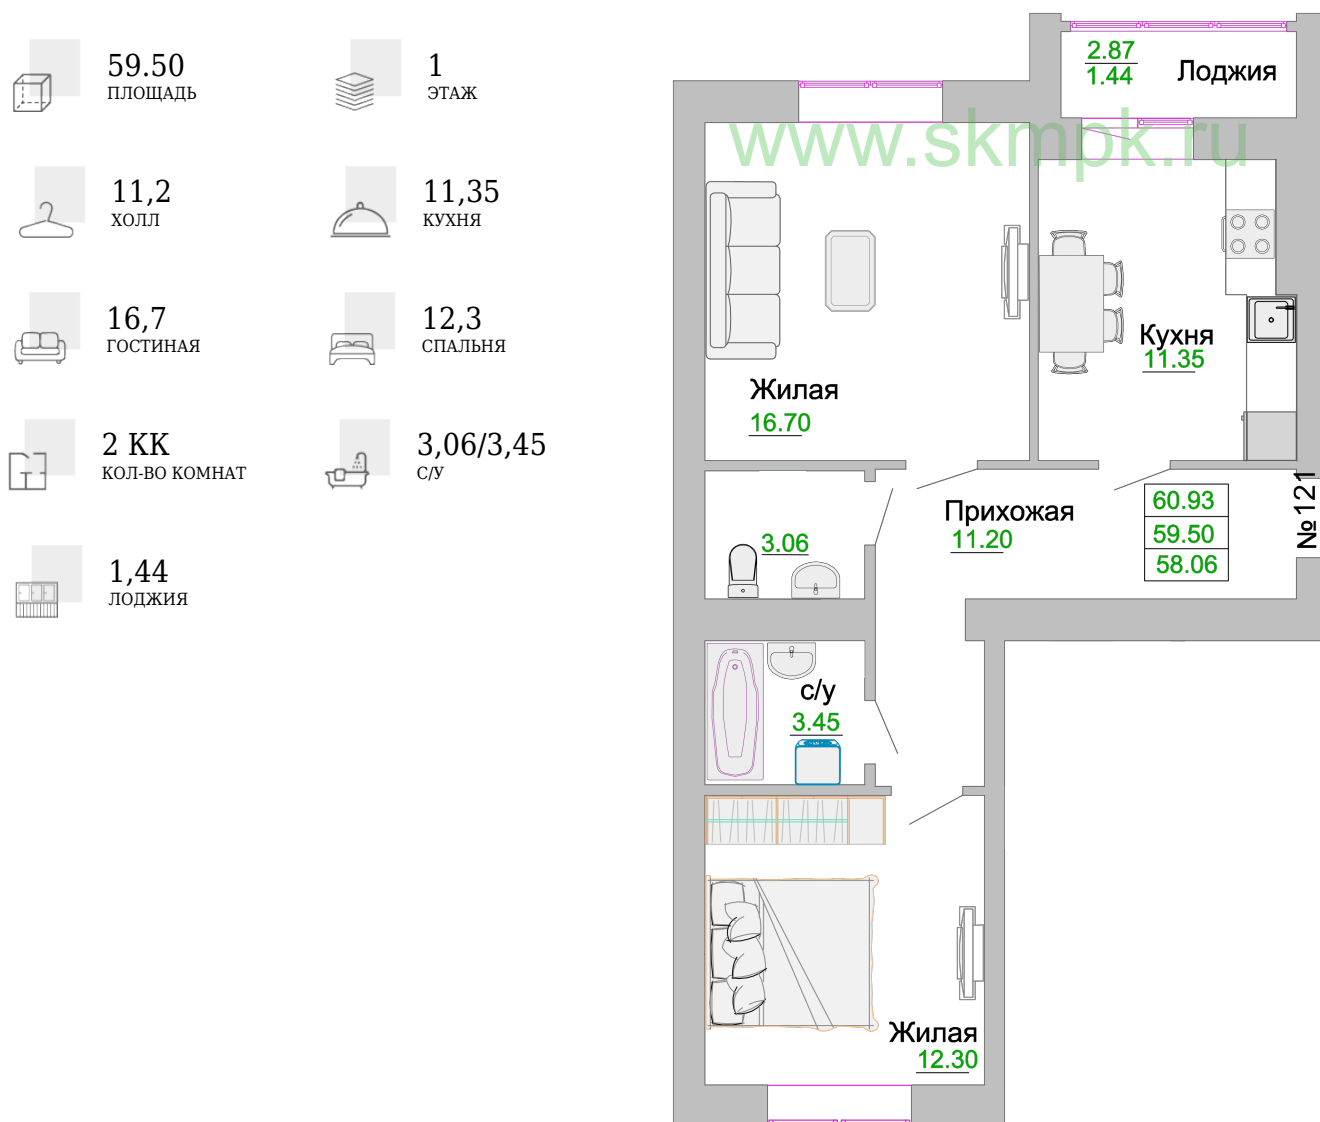 59.50
ПЛОЩАДЬ
1
ЭТАЖ
11,2
ХОЛЛ
11,35
КУХНЯ
16,7
ГОСТИНАЯ
12,3
СПАЛЬНЯ
2 КК
КОЛ-ВО КОМНАТ
3,06/3,45
С/У
1,44
ЛОДЖИЯ
2.87
1.44
Лоджия
www.skmpk.ru
Кухня
11.35
Жилая
16.70
Прихожая
11.20
60.93
59.50
58.06
№121
3.06
с/у
3.45
Жилая
12.30